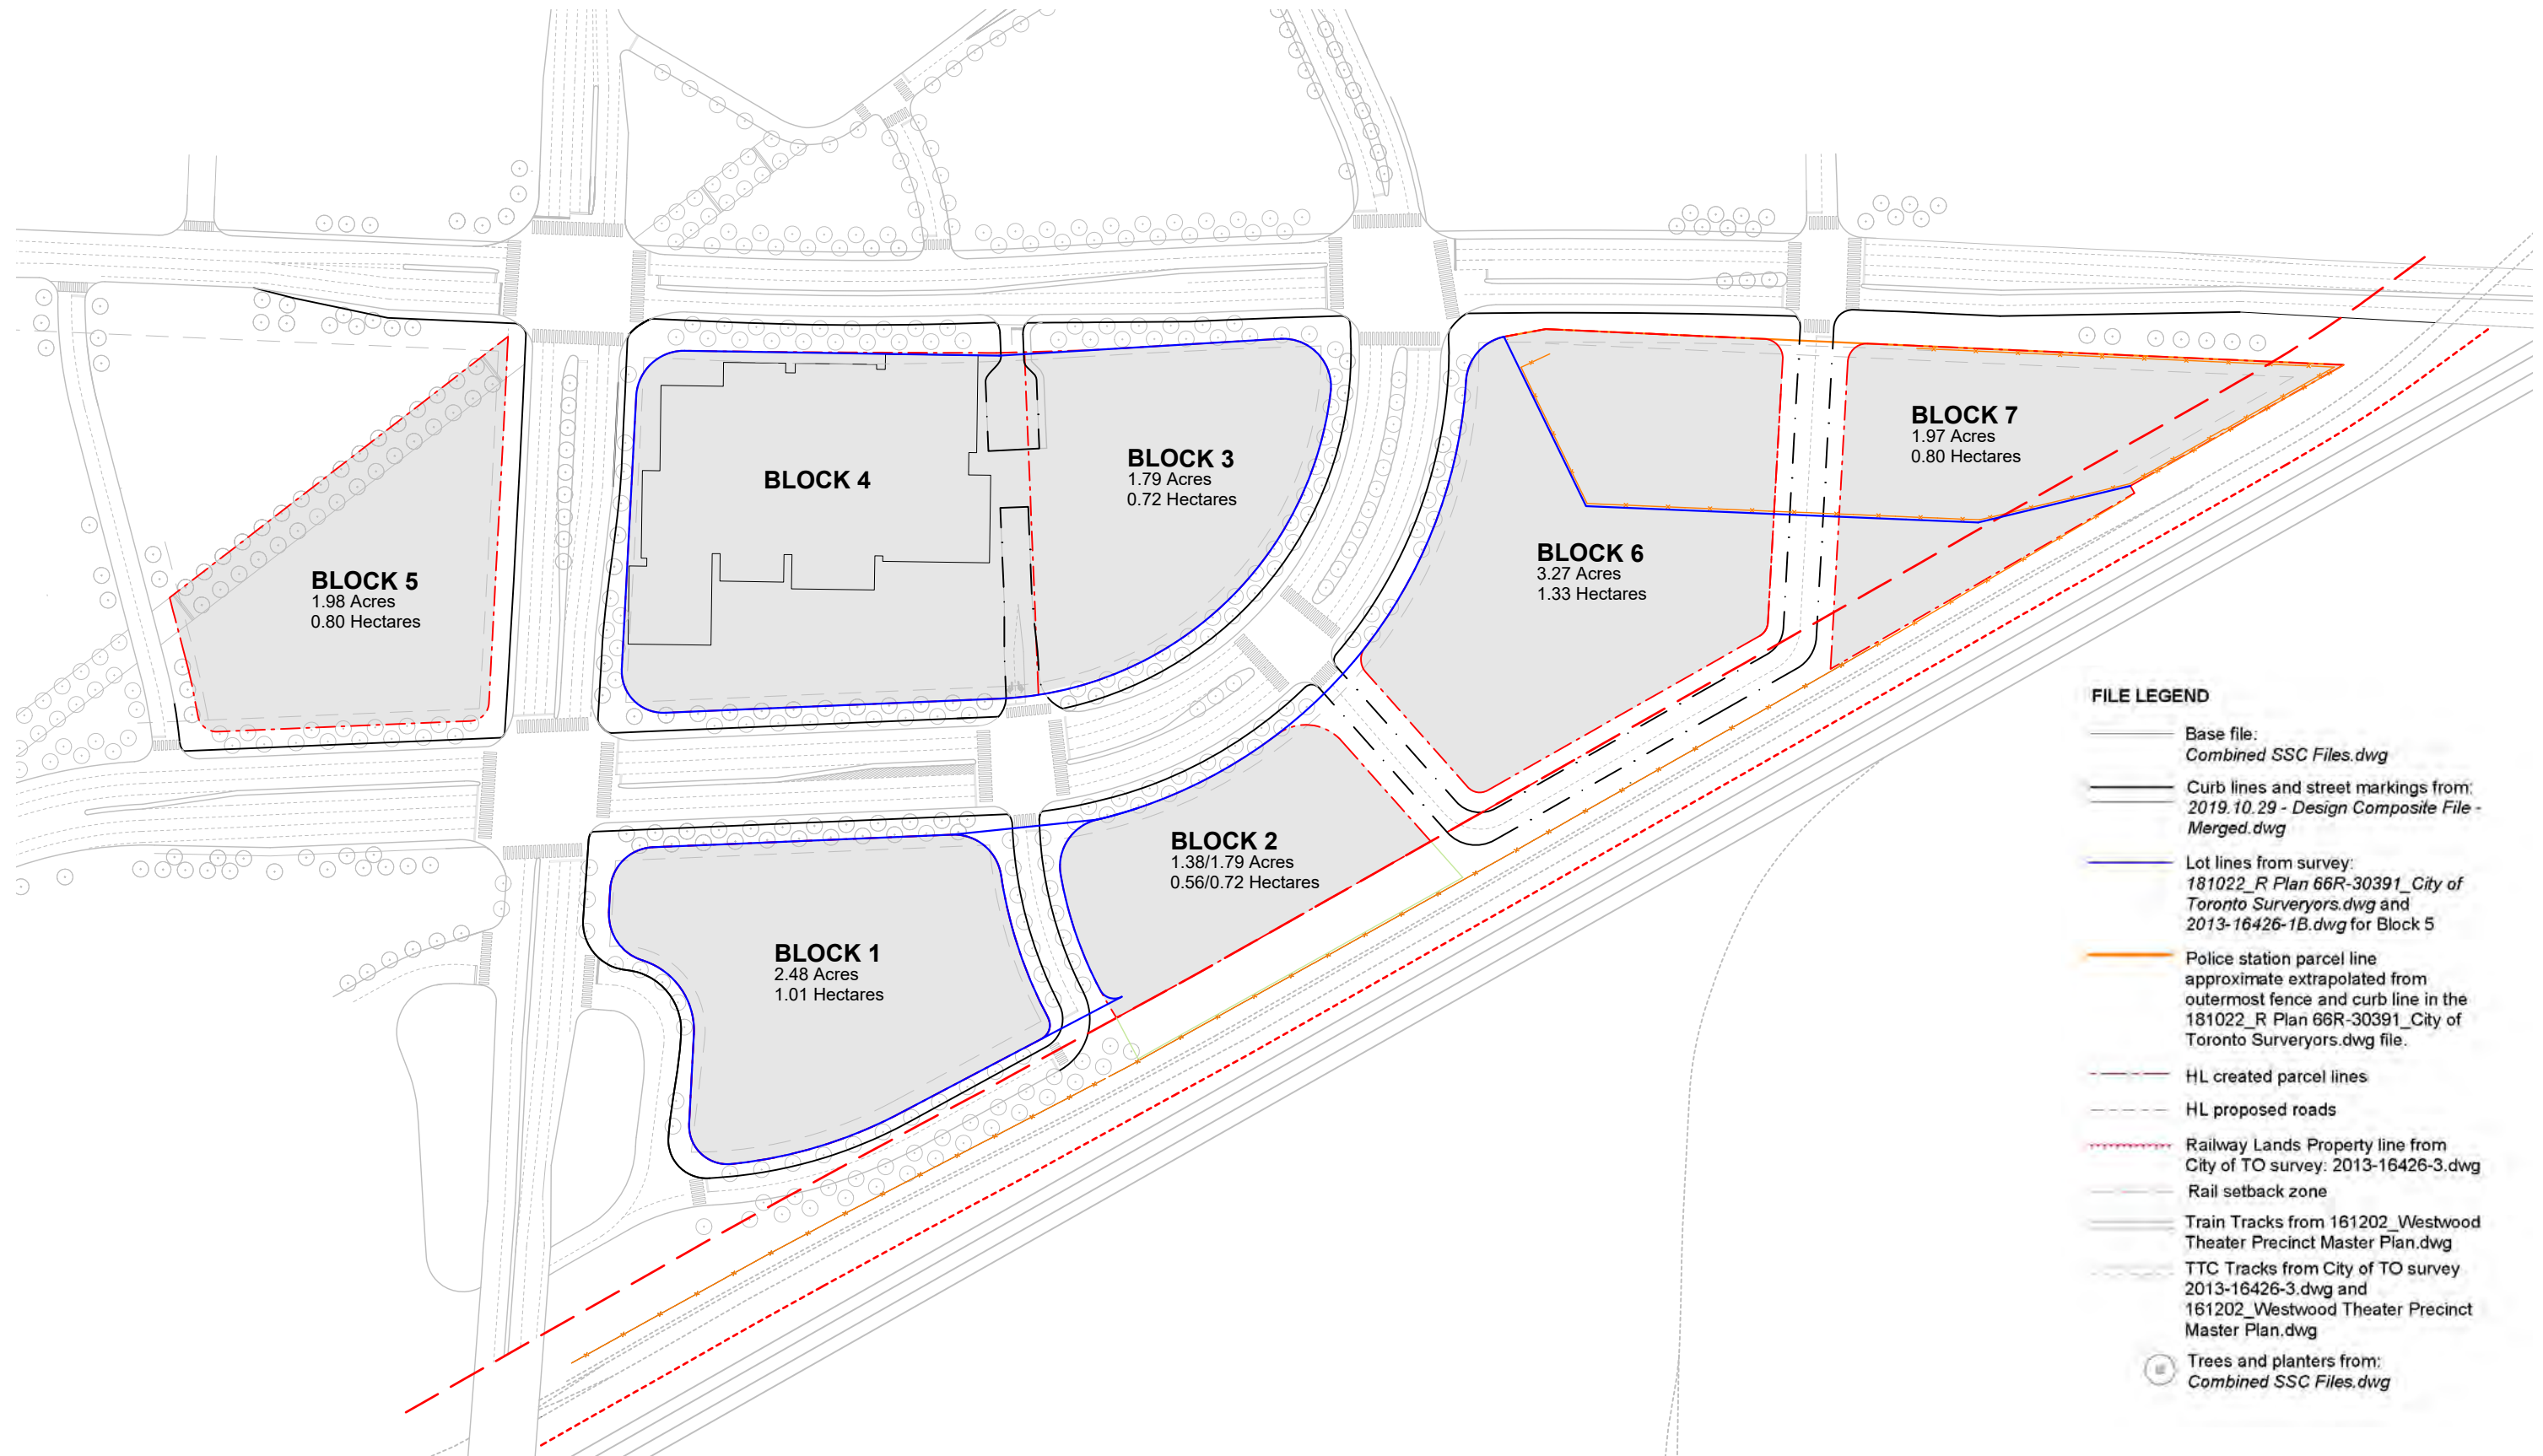 BLOCK 7
1.97 Acres
0.80 Hectares
BLOCK 3
1.79 Acres
0.72 Hectares
BLOCK 4
BLOCK 6
3.27 Acres
1.33 Hectares
BLOCK 5
1.98 Acres
0.80 Hectares
BLOCK 2
1.38/1.79 Acres
0.56/0.72 Hectares
BLOCK 1
2.48 Acres
1.01 Hectares
FILE LEGEND
Base file:
Combined SSC Files.dwg
Curb lines and street markings from:
2019.10.29 - Design Composite File -
Merged.dwg
Lot lines from survey:
181022_R Plan 66R-30391_City of
Toronto Surveryors.dwg and
2013-16426-1B.dwg for Block 5
Police station parcel line
approximate extrapolated from
outermost fence and curb line in the
181022_R Plan 66R-30391_City of
Toronto Surveryors.dwg file.
HL created parcel lines
HL proposed roads
Railway Lands Property line from
City of TO survey: 2013-16426-3.dwg
Rail setback zone
Train Tracks from 161202_Westwood
Theater Precinct Master Plan.dwg
TTC Tracks from City of TO survey
2013-16426-3.dwg and
161202_Westwood Theater Precinct
Master Plan.dwg
Trees and planters from:
Combined SSC Files.dwg